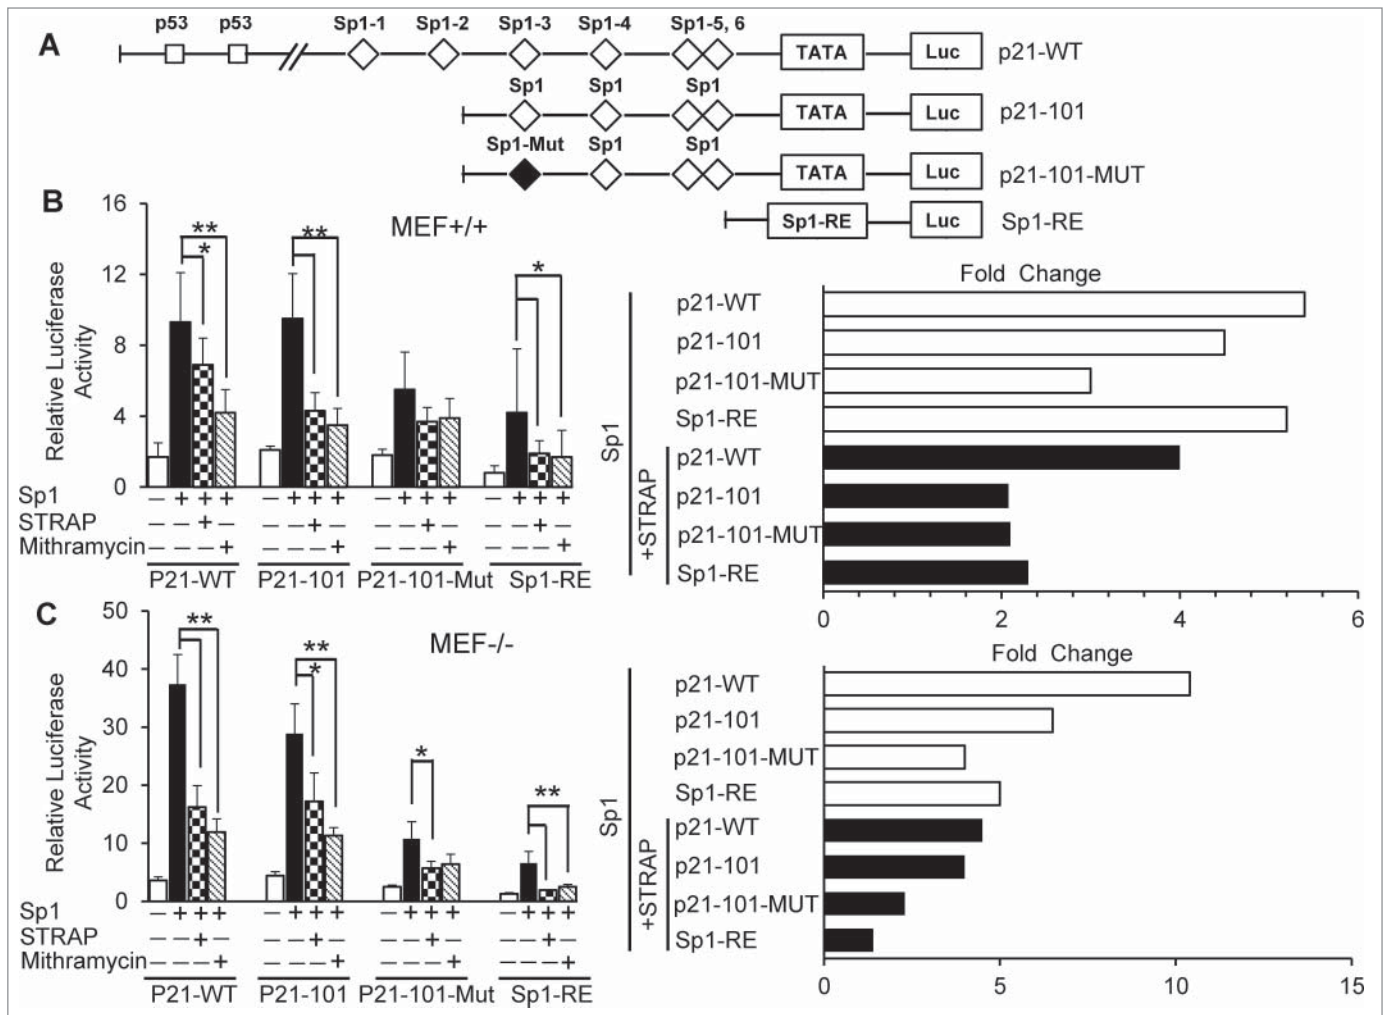 A
p53 p53 Sp1-1 Sp1-2 Sp1-3 Sp1-4 Sp1-5, 6
TATA Luc p21-WT
Sp1 Sp1 Sp1
TATA Luc p21-101
Sp1-Mut Sp1 Sp1
TATA Luc p21-101-MUT
Sp1-RE Luc Sp1-RE
B
MEF+/+
Relative Luciferase
Activity
16
12
8
4
0
** *
**
*
Sp1 — + + + — + + + — + + + — + + +
STRAP — — + — — — + — — — + — — — + —
Mithramycin — — — + — — — + — — — + — — — +
P21-WT P21-101 P21-101-Mut Sp1-RE
Fold Change
Sp1
p21-WT
p21-101
p21-101-MUT
Sp1-RE
+STRAP
p21-WT
p21-101
p21-101-MUT
Sp1-RE
0 2 4 6
C
MEF-/-
Relative Luciferase
Activity
50
40
30
20
10
0
**
** *
*
**
Sp1 — + + + — + + + — + + + — + + +
STRAP — — + — — — + — — — + — — — + —
Mithramycin — — — + — — — + — — — + — — — +
P21-WT P21-101 P21-101-Mut Sp1-RE
Fold Change
Sp1
p21-WT
p21-101
p21-101-MUT
Sp1-RE
+STRAP
p21-WT
p21-101
p21-101-MUT
Sp1-RE
0 5 10 15